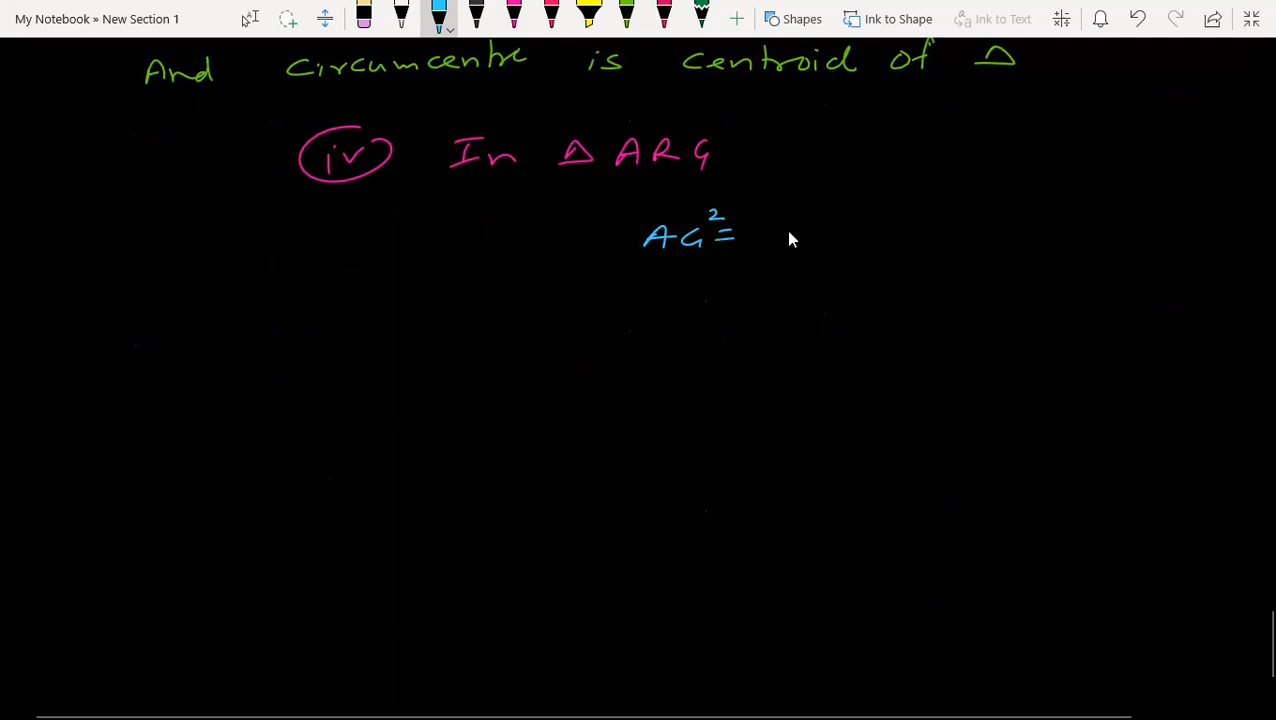 My Notebook » New Section 1
Shapes
Ink to Shape
Ink to Text
And circumcentre is centroid of Δ
iv In Δ ARG
AG²=